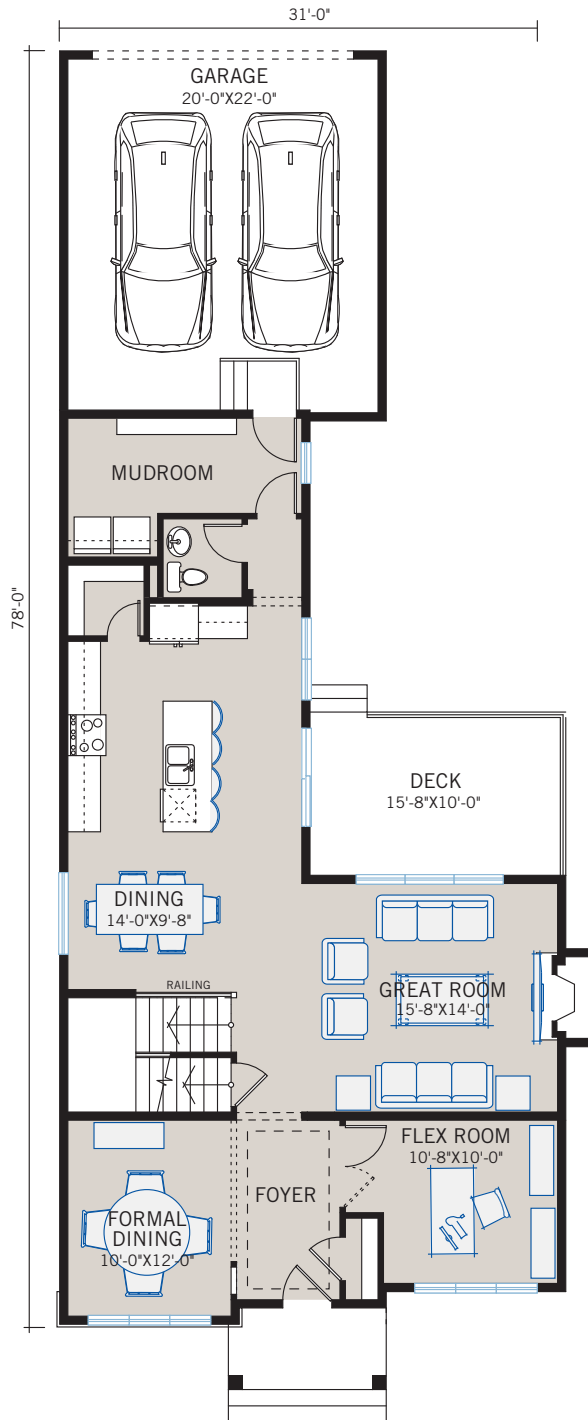 31'-0"
GARAGE
20'-0"X22'-0"
MUDROOM
78'-0"
DECK
15'-8"X10'-0"
DINING
14'-0"X9'-8"
RAILING
GREAT ROOM
15'-8"X14'-0"
FLEX ROOM
10'-8"X10'-0"
FOYER
FORMAL
DINING
10'-0"X12'-0"